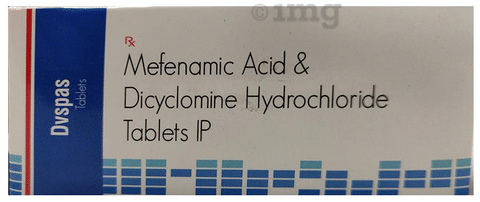 1mg
Rx
Mefenamic Acid &
Dicyclomine Hydrochloride
Tablets IP
Dvspas
Tablets